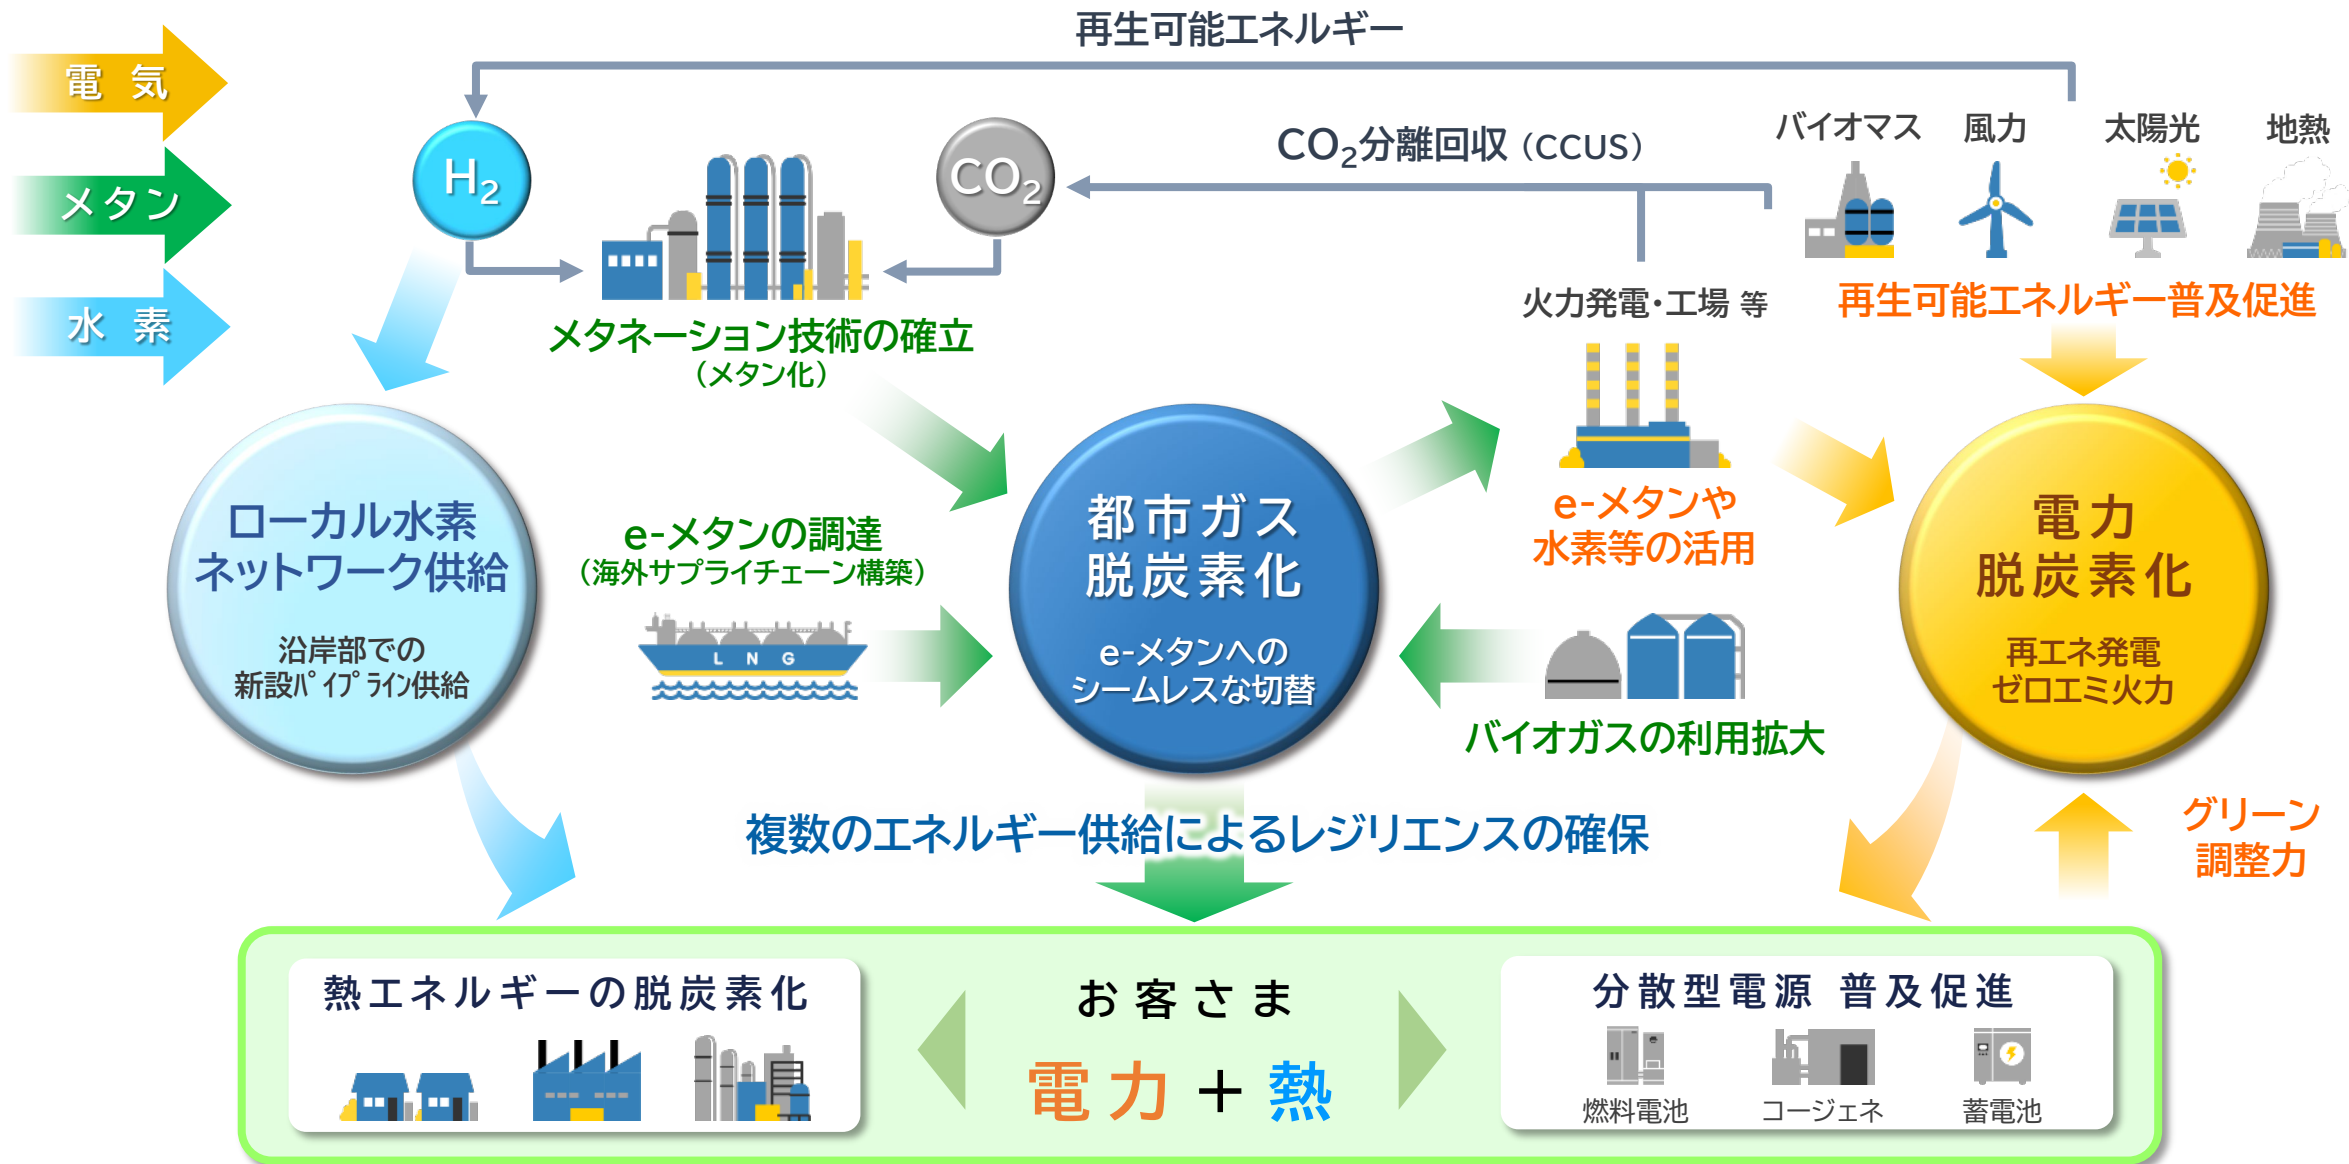 再生可能エネルギー
電 気
メタン
水 素
H₂
CO₂
CO₂分離回収（CCUS）
バイオマス
風力
太陽光
地熱
再生可能エネルギー普及促進
火力発電・工場 等
メタネーション技術の確立
（メタン化）
ローカル水素
ネットワーク供給
沿岸部での
新設ﾊﾟｲﾌﾟﾗｲﾝ供給
e-メタンの調達
（海外サプライチェーン構築）
LNG
都市ガス
脱炭素化
e-メタンへの
シームレスな切替
e-メタンや
水素等の活用
バイオガスの利用拡大
電力
脱炭素化
再エネ発電
ゼロエミ火力
グリーン
調整力
複数のエネルギー供給によるレジリエンスの確保
熱エネルギーの脱炭素化
お客さま
電力＋熱
分散型電源 普及促進
燃料電池
コージェネ
蓄電池